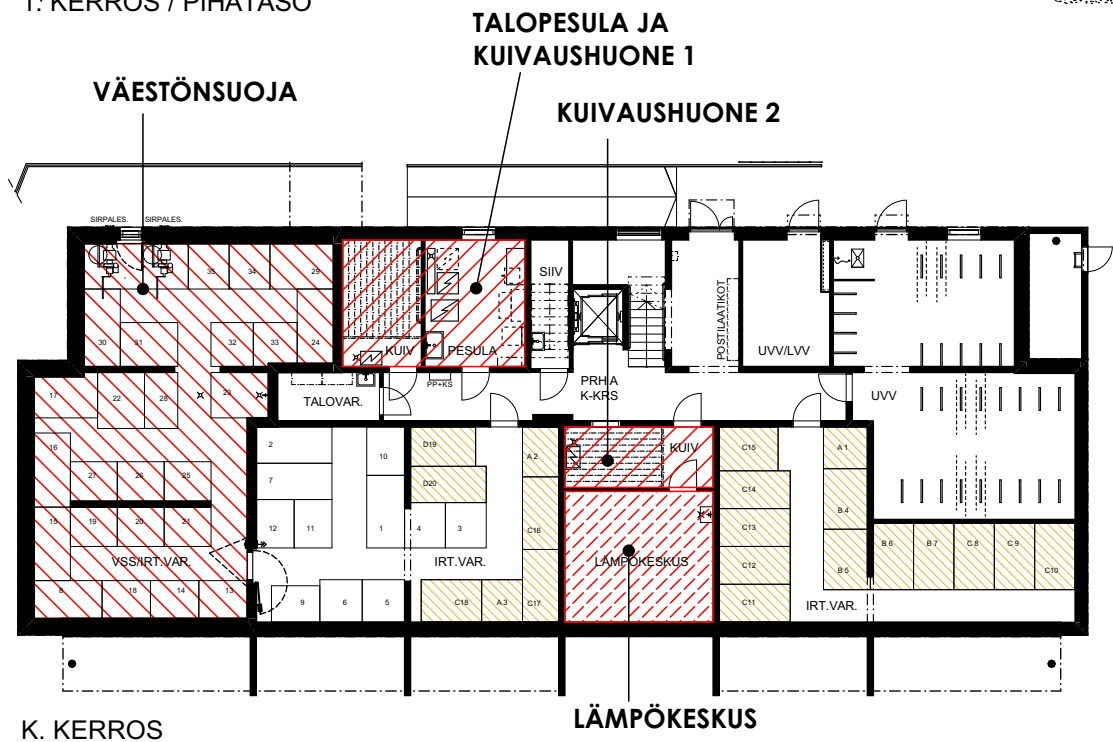 1. KERROS / PIHATASO
TALOPESULA JA
KUIVAUSHUONE 1
VÄESTÖNSUOJA
KUIVAUSHUONE 2
SIRPALES. SIRPALES.
35 34 29
SIIV
POSTILAATIKOT
30 31 32 33 24
KUIV PESULA
UVV/LVV
PP+KS
PRH A
K-KRS
TALOVAR.
UVV
17 22 28 23
16
27 26 25
15 19 20 21
VSS/IRT.VAR.
8 18 14 13
2 10
7
12 11 1 4 3
9 6 5
D19 A 2
D20
C16
IRT.VAR.
C18 A 3 C17
KUIV
LÄMPÖKESKUS
C15 A 1
C14
B 4
C13
C12 B 5
C11
B 6 B 7 C 8 C 9 C10
IRT.VAR.
LÄMPÖKESKUS
K. KERROS